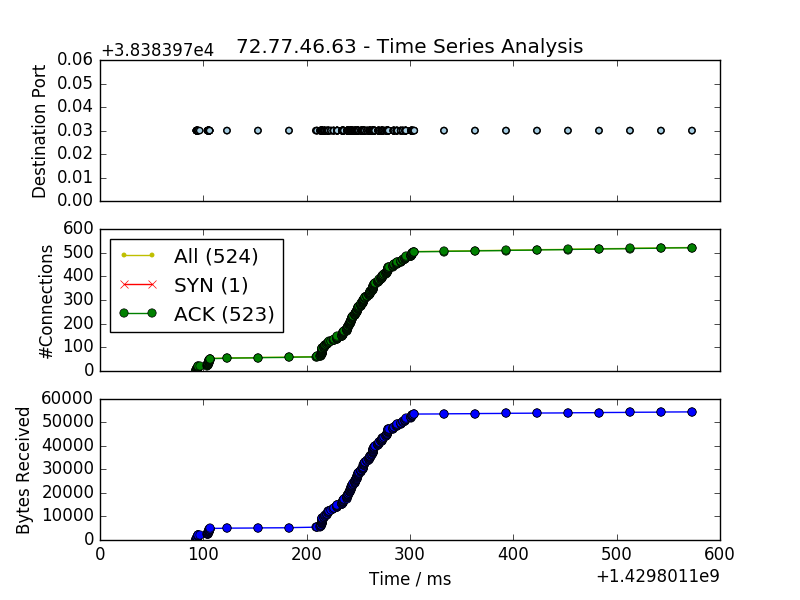 +3.838397e4
72.77.46.63 - Time Series Analysis
0.06
0.05
0.04
0.03
0.02
0.01
0.00
Destination Port
600
500
400
300
200
100
0
#Connections
All (524)
SYN (1)
ACK (523)
60000
50000
40000
30000
20000
10000
0
Bytes Received
0 100 200 300 400 500 600
Time / ms
+1.4298011e9